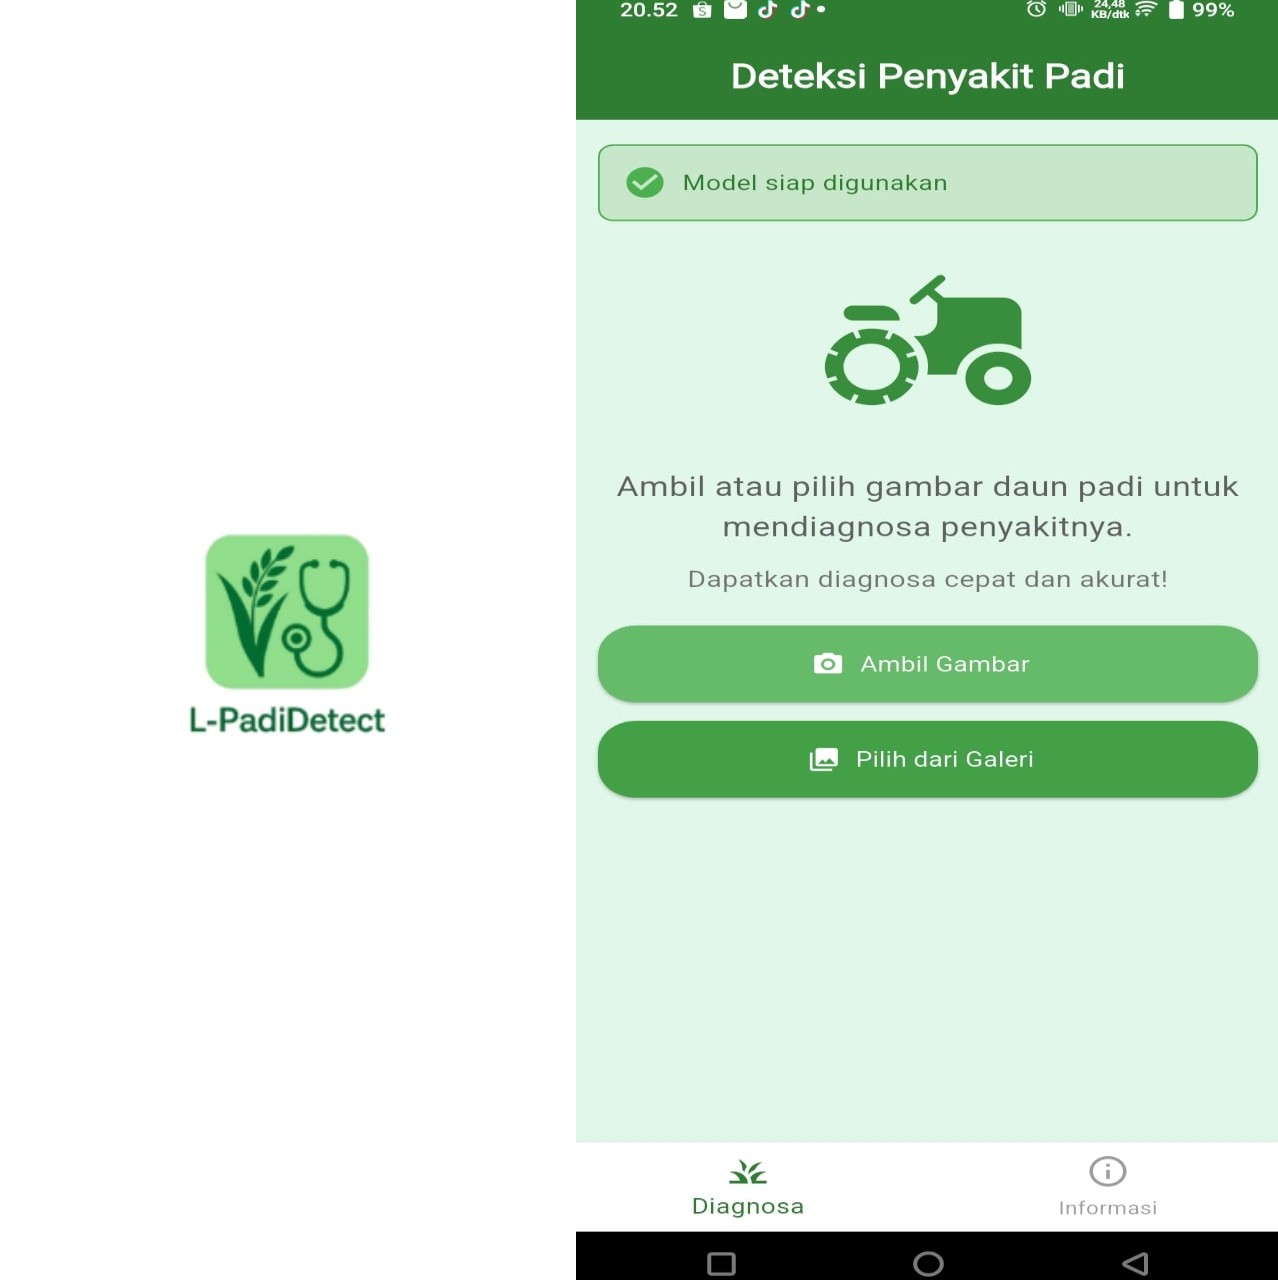 L-PadiDetect
20.52
24,48
KB/dtk
99%
Deteksi Penyakit Padi
Model siap digunakan
Ambil atau pilih gambar daun padi untuk
mendiagnosa penyakitnya.
Dapatkan diagnosa cepat dan akurat!
Ambil Gambar
Pilih dari Galeri
Diagnosa
Informasi